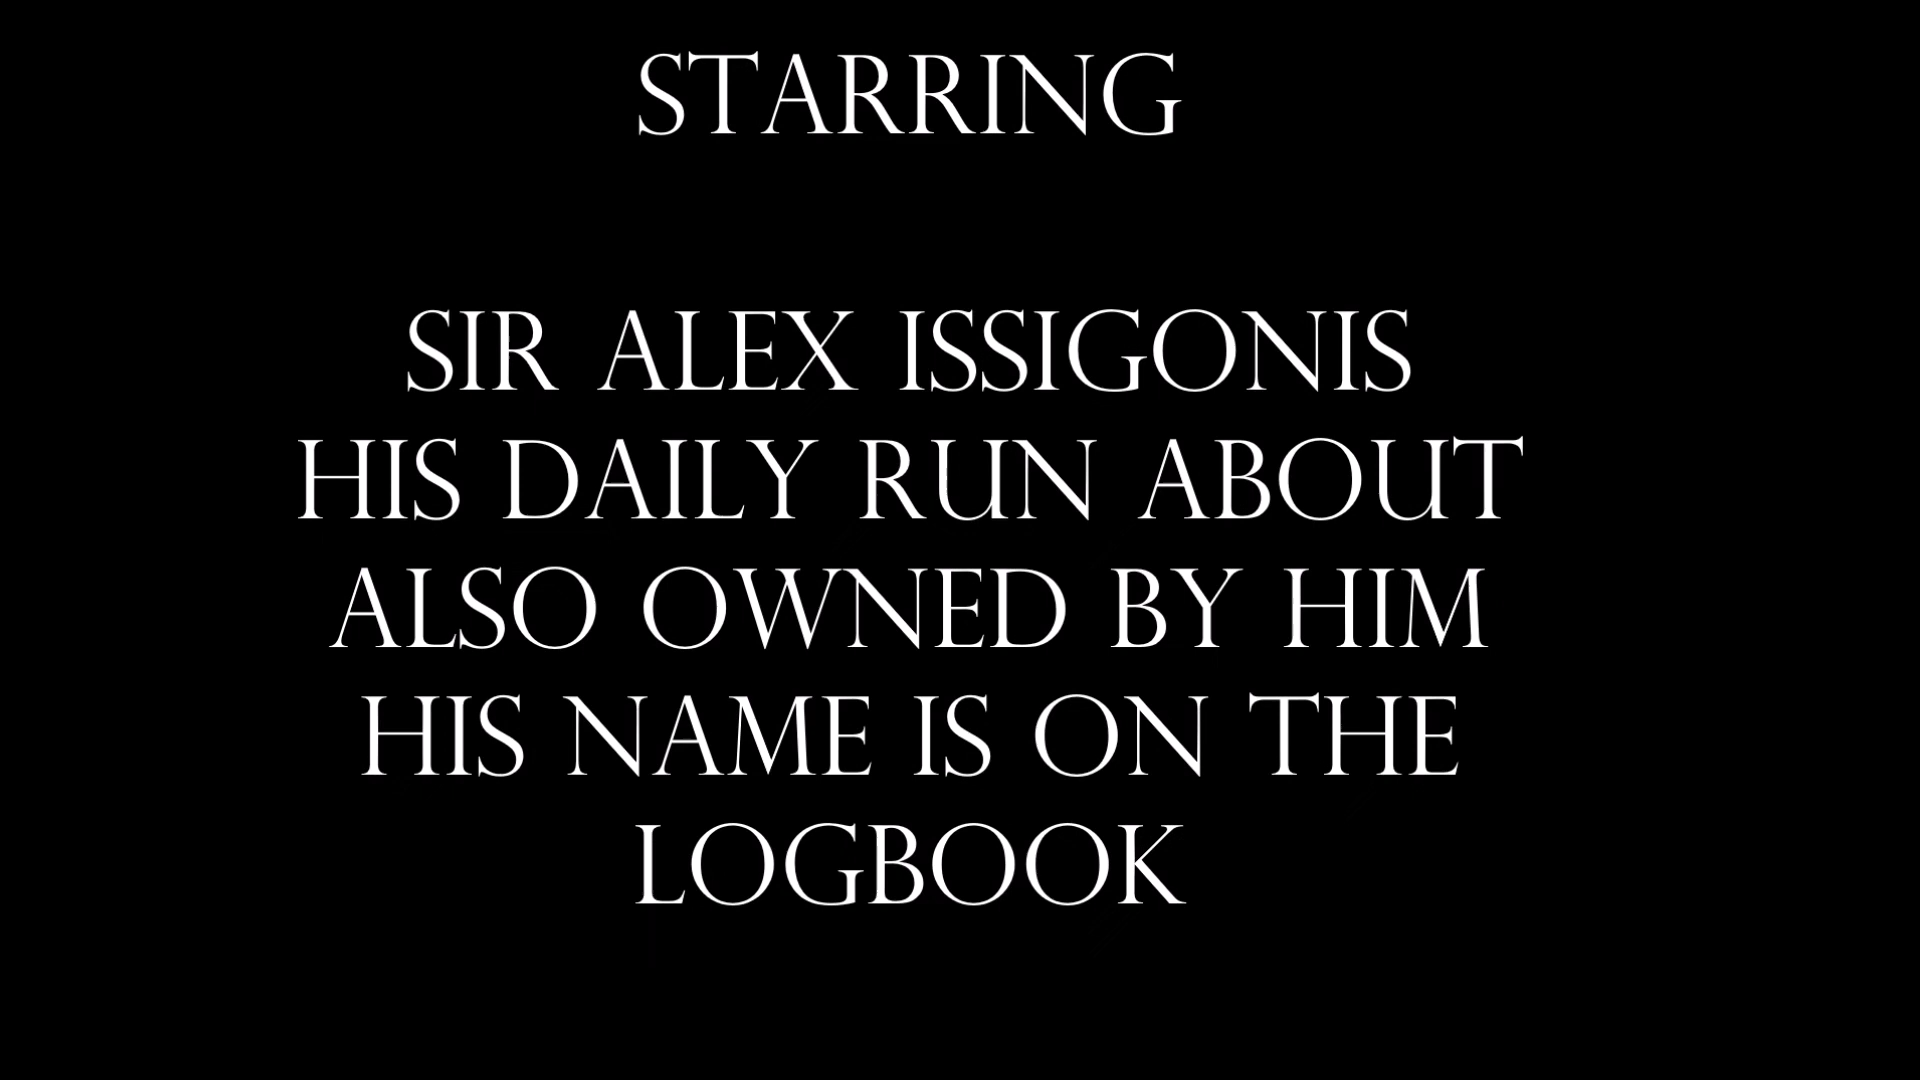 STARRING
SIR ALEX ISSIGONIS
HIS DAILY RUN ABOUT
ALSO OWNED BY HIM
HIS NAME IS ON THE
LOGBOOK